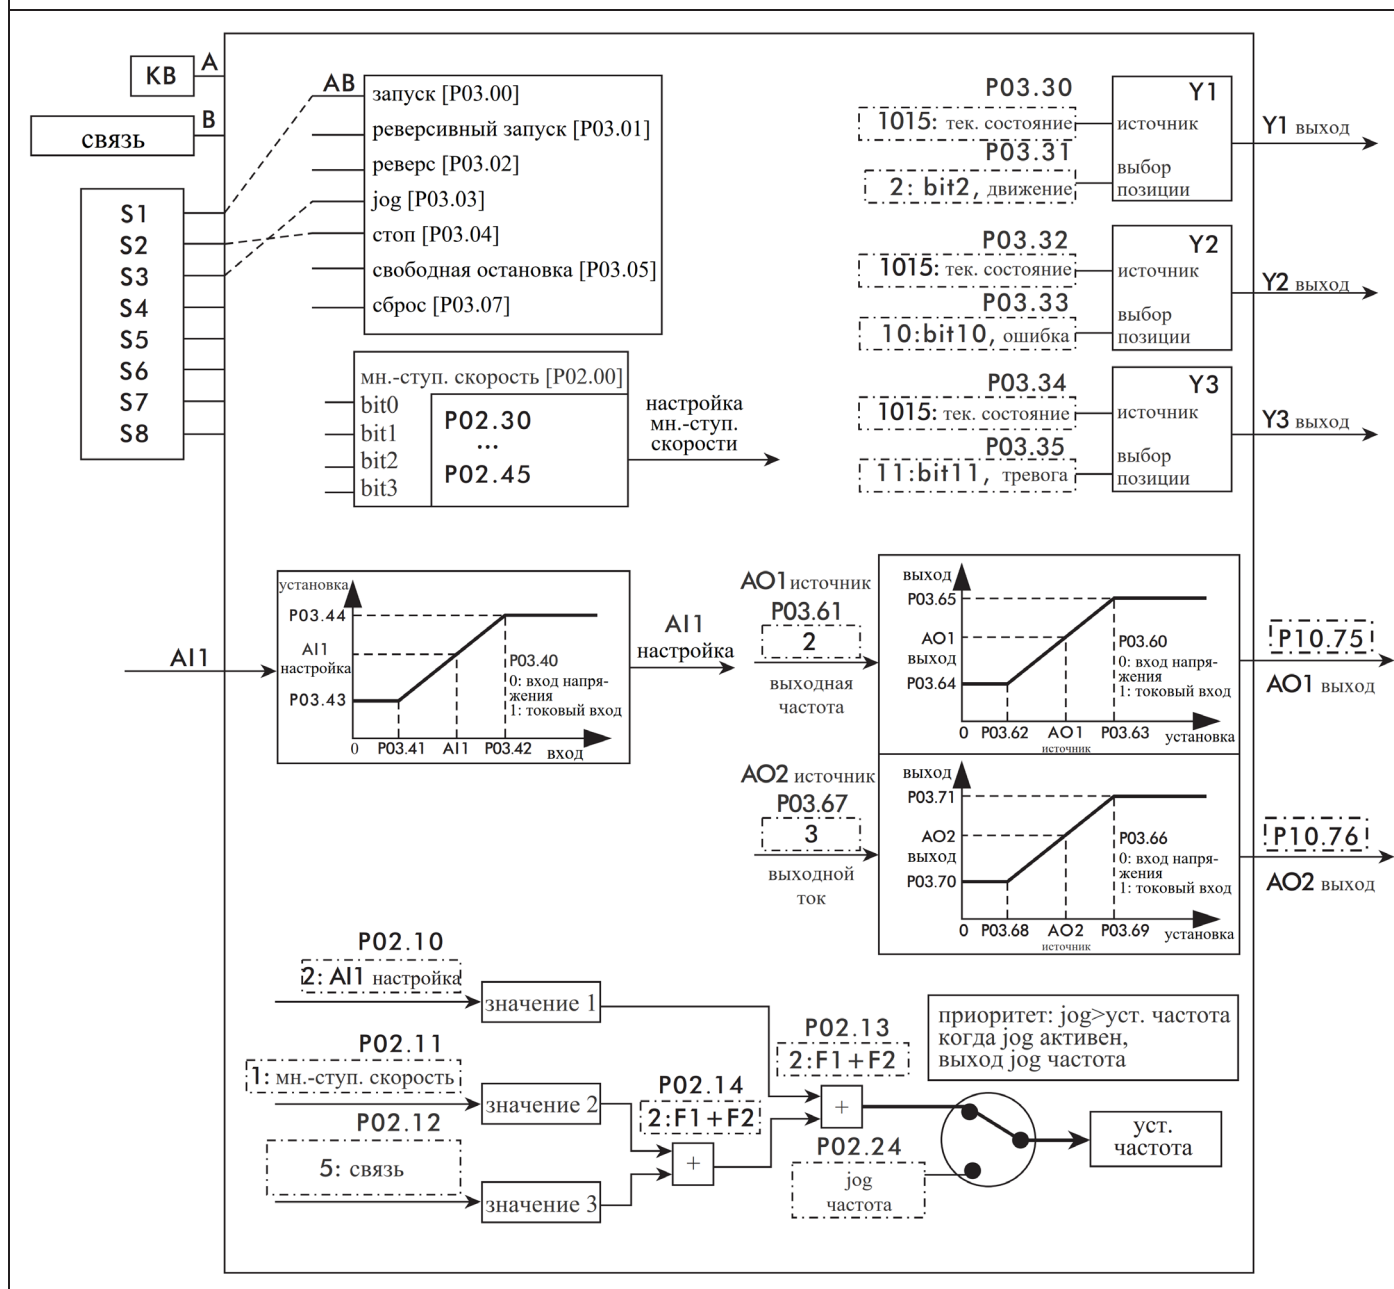 КВ
A
связь
B
S1
S2
S3
S4
S5
S6
S7
S8
AB
запуск [P03.00]
реверсивный запуск [P03.01]
реверс [P03.02]
jog [P03.03]
стоп [P03.04]
свободная остановка [P03.05]
сброс [P03.07]
мн.-ступ. скорость [P02.00]
bit0
bit1
bit2
bit3
P02.30
...
P02.45
настройка
мн.-ступ.
скорости
P03.30
1015: тек. состояние
P03.31
2: bit2, движение
Y1
источник
выбор
позиции
Y1 выход
P03.32
1015: тек. состояние
P03.33
10:bit10, ошибка
Y2
источник
выбор
позиции
Y2 выход
P03.34
1015: тек. состояние
P03.35
11:bit11, тревога
Y3
источник
выбор
позиции
Y3 выход
AI1
установка
P03.44
AI1
настройка
P03.43
P03.40
0: вход напря-
жения
1: токовый вход
0 P03.41 AI1 P03.42
вход
AI1
настройка
AO1 источник
P03.61
2
выходная
частота
выход
P03.65
AO1
выход
P03.64
P03.60
0: вход напря-
жения
1: токовый вход
0 P03.62 AO1 P03.63 установка
источник
P10.75
AO1 выход
AO2 источник
P03.67
3
выходной
ток
выход
P03.71
AO2
выход
P03.70
P03.66
0: вход напря-
жения
1: токовый вход
0 P03.68 AO2 P03.69 установка
источник
P10.76
AO2 выход
P02.10
2: AI1 настройка
значение 1
P02.11
1: мн.-ступ. скорость
значение 2
P02.12
5: связь
значение 3
P02.14
2:F1+F2
+
P02.13
2:F1+F2
+
P02.24
jog
частота
приоритет: jog>уст. частота
когда jog активен,
выход jog частота
уст.
частота